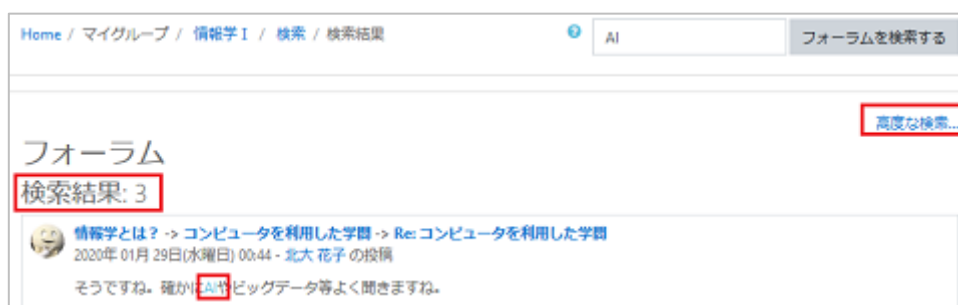 Home / マイグループ / 情報学 I / 検索 / 検索結果
AI
フォーラムを検索する
高度な検索...
フォーラム
検索結果: 3
情報学とは？ -> コンピュータを利用した学問 -> Re: コンピュータを利用した学問
2020年 01月 29日(水曜日) 00:44 - 北大 花子 の投稿
そうですね。確かにAIやビッグデータ等よく聞きますね。